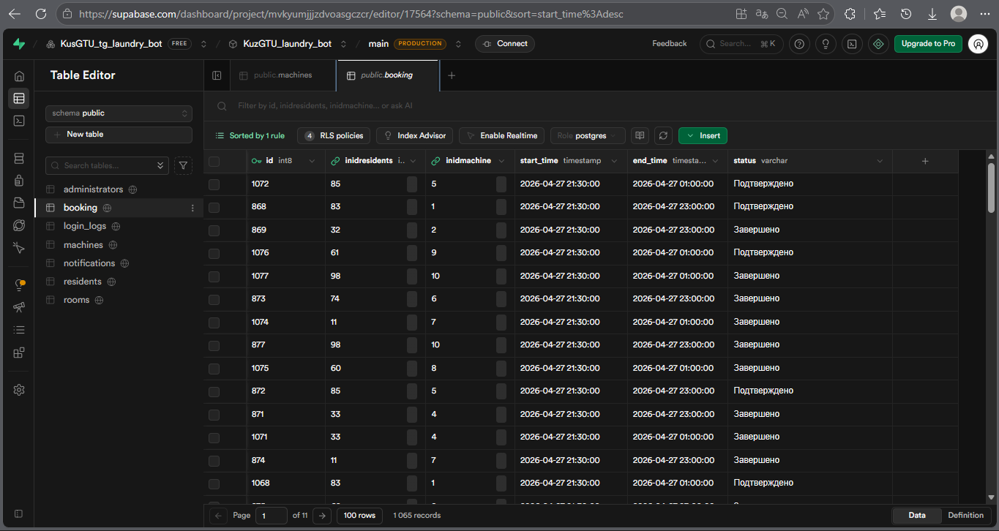 https://supabase.com/dashboard/project/mvkyumjjjzdvoasgczcr/editor/17564?schema=public&sort=start_time%3Adesc
KusGTU_tg_laundry_bot FREE / KuzGTU_laundry_bot / main PRODUCTION Connect Feedback Search... ⌘ K Upgrade to Pro
Table Editor public.machines public.booking
schema public
New table
Search tables...
administrators
booking
login_logs
machines
notifications
residents
rooms
Filter by id, inidresidents, inidmachine... or ask AI
Sorted by 1 rule 4 RLS policies Index Advisor Enable Realtime Role postgres Insert
id int8 inidresidents i... inidmachine start_time timestamp end_time timesta... status varchar
1072 85 5 2026-04-27 21:30:00 2026-04-27 01:00:00 Подтверждено
868 83 1 2026-04-27 21:30:00 2026-04-27 23:00:00 Подтверждено
869 32 2 2026-04-27 21:30:00 2026-04-27 23:00:00 Завершено
1076 61 9 2026-04-27 21:30:00 2026-04-27 01:00:00 Подтверждено
1077 98 10 2026-04-27 21:30:00 2026-04-27 01:00:00 Завершено
873 74 6 2026-04-27 21:30:00 2026-04-27 23:00:00 Завершено
1074 11 7 2026-04-27 21:30:00 2026-04-27 01:00:00 Завершено
877 98 10 2026-04-27 21:30:00 2026-04-27 23:00:00 Завершено
1075 60 8 2026-04-27 21:30:00 2026-04-27 01:00:00 Завершено
872 85 5 2026-04-27 21:30:00 2026-04-27 23:00:00 Подтверждено
871 33 4 2026-04-27 21:30:00 2026-04-27 23:00:00 Завершено
1071 33 4 2026-04-27 21:30:00 2026-04-27 01:00:00 Завершено
874 11 7 2026-04-27 21:30:00 2026-04-27 23:00:00 Завершено
1068 83 1 2026-04-27 21:30:00 2026-04-27 01:00:00 Подтверждено
Page 1 of 11 100 rows 1 065 records Data Definition